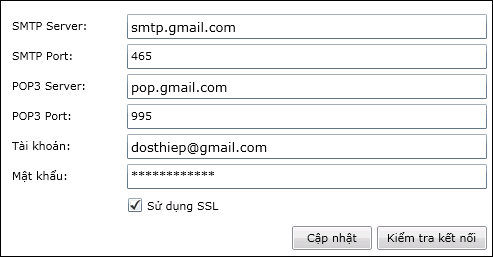 SMTP Server: smtp.gmail.com
SMTP Port: 465
POP3 Server: pop.gmail.com
POP3 Port: 995
Tài khoản: dosthiep@gmail.com
Mật khẩu: ************
Sử dụng SSL
Cập nhật Kiểm tra kết nối